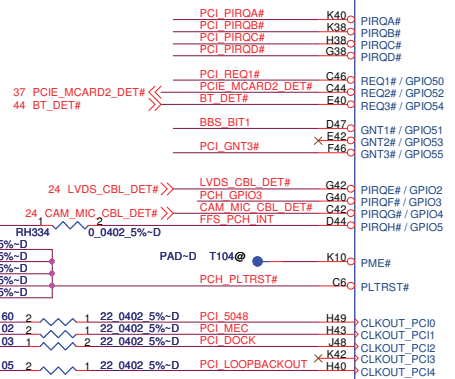 PCI_PIRQA# K40 PIRQA#
PCI_PIRQB# K38 PIRQB#
PCI_PIRQC# H38 PIRQC#
PCI_PIRQD# G38 PIRQD#
PCI_REQ1# C46 REQ1# / GPIO50
37 PCIE_MCARD2_DET# PCIE_MCARD2_DET# C44 REQ2# / GPIO52
44 BT_DET# BT_DET# E40 REQ3# / GPIO54
BBS_BIT1 D47 GNT1# / GPIO51
E42 GNT2# / GPIO53
PCI_GNT3# F46 GNT3# / GPIO55
24 LVDS_CBL_DET# LVDS_CBL_DET# G42 PIRQE# / GPIO2
PCH_GPIO3 G40 PIRQF# / GPIO3
24 CAM_MIC_CBL_DET# CAM_MIC_CBL_DET# C42 PIRQG# / GPIO4
1 2 FFS_PCH_INT D44 PIRQH# / GPIO5
RH334 0_0402_5%~D
5%~D
5%~D PAD~D T104@ K10 PME#
5%~D
5%~D PCH_PLTRST# C6 PLTRST#
5%~D
60 2 1 22_0402_5%~D PCI_5048 H49 CLKOUT_PCI0
02 2 1 22_0402_5%~D PCI_MEC H43 CLKOUT_PCI1
03 1 2 22_0402_5%~D PCI_DOCK J48 CLKOUT_PCI2
K42 CLKOUT_PCI3
05 2 1 22_0402_5%~D PCI_LOOPBACKOUT H40 CLKOUT_PCI4